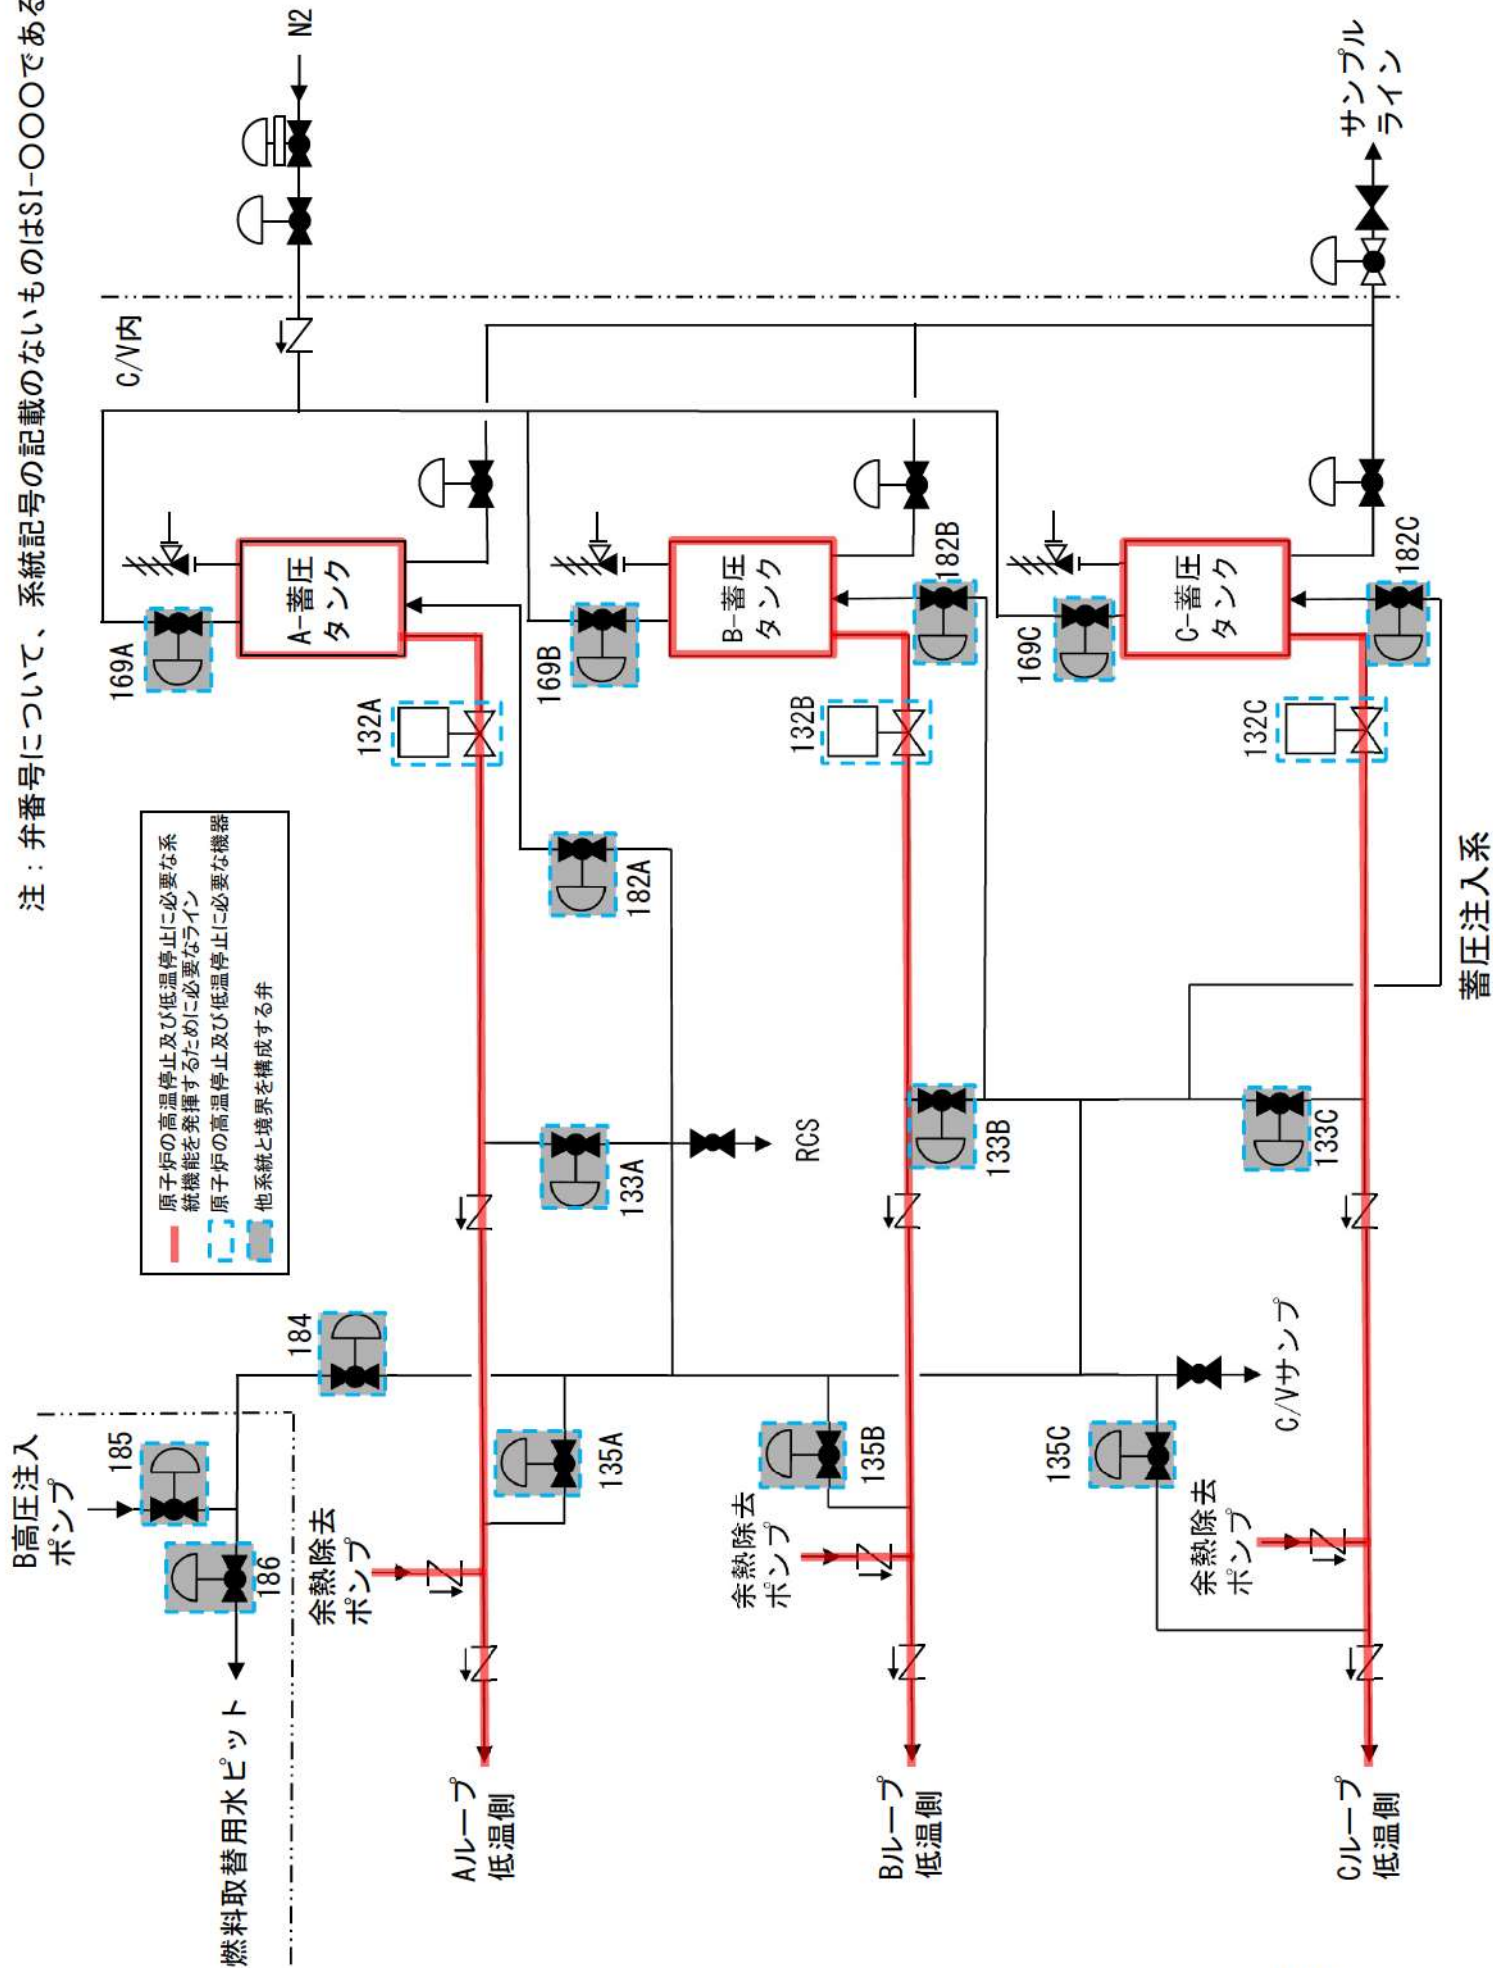 注：弁番号について、系統記号の記載のないものはSI-〇〇〇である
B高圧注入
ポンプ
185
186
184
燃料取替用水ピット
原子炉の高温停止及び低温停止に必要な系
統機能を発揮するために必要なライン
原子炉の高温停止及び低温停止に必要な機器
他系統と境界を構成する弁
C/V内
N2
169A
A-蓄圧
タンク
132A
182A
133A
RCS
135A
余熱除去
ポンプ
Aループ
低温側
169B
B-蓄圧
タンク
182B
132B
133B
135B
余熱除去
ポンプ
Bループ
低温側
169C
C-蓄圧
タンク
182C
132C
133C
135C
C/Vサンプ
余熱除去
ポンプ
Cループ
低温側
サンプル
ライン
蓄圧注入系